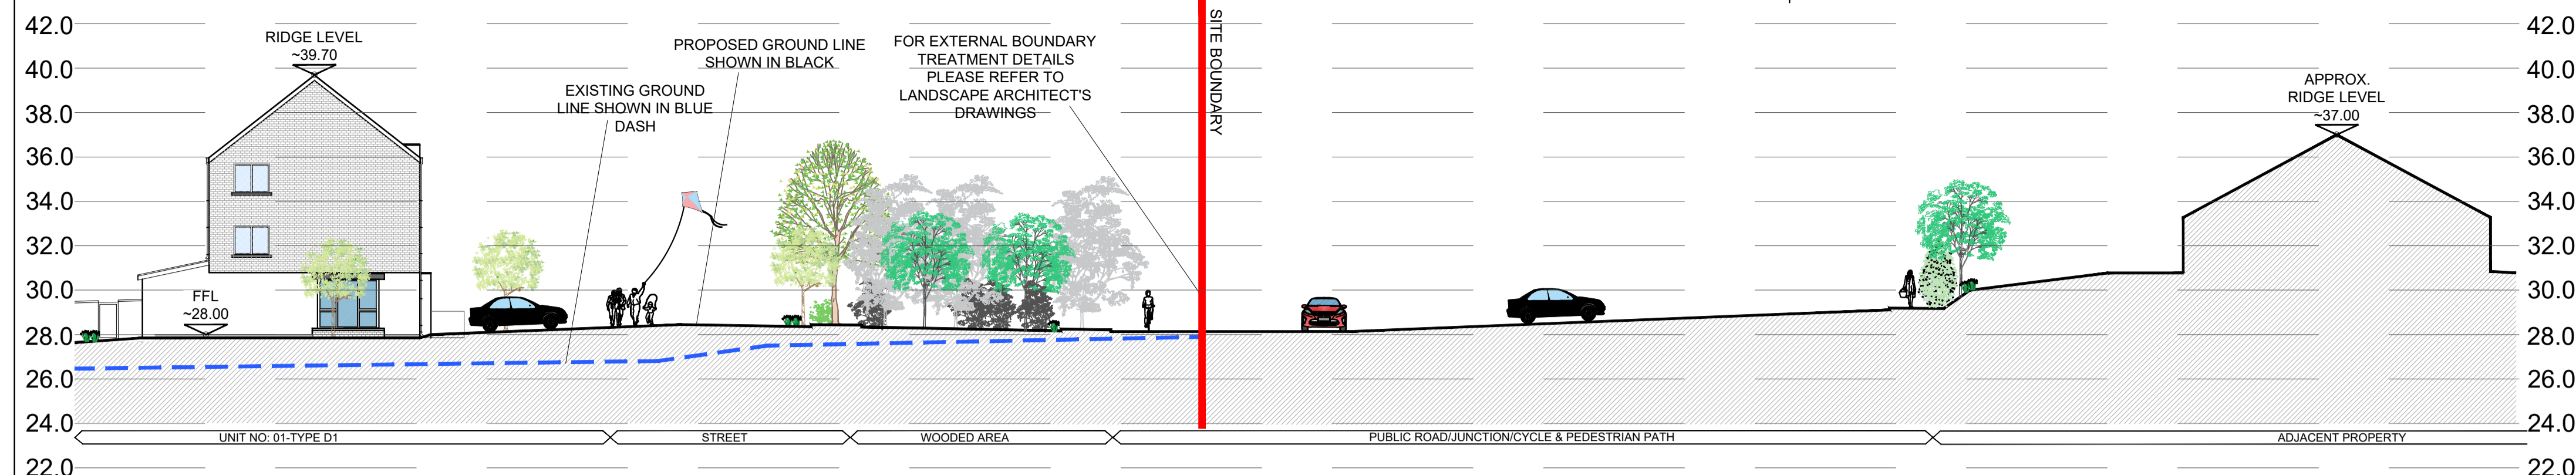 42.0
40.0
38.0
36.0
34.0
32.0
30.0
28.0
26.0
24.0
22.0
RIDGE LEVEL
~39.70
FFL
~28.00
EXISTING GROUND
LINE SHOWN IN BLUE
DASH
PROPOSED GROUND LINE
SHOWN IN BLACK
FOR EXTERNAL BOUNDARY
TREATMENT DETAILS
PLEASE REFER TO
LANDSCAPE ARCHITECT'S
DRAWINGS
SITE BOUNDARY
APPROX.
RIDGE LEVEL
~37.00
42.0
40.0
38.0
36.0
34.0
32.0
30.0
28.0
26.0
24.0
22.0
UNIT NO: 01-TYPE D1
STREET
WOODED AREA
PUBLIC ROAD/JUNCTION/CYCLE & PEDESTRIAN PATH
ADJACENT PROPERTY